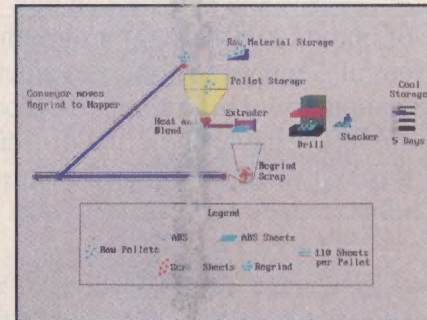 Raw Material Storage
Pellet Storage
Conveyor moves
Regrind to Hopper
Cool
Storage
Heat
Blend
Extruder
Drill
Stacker
5 Days
Regrind
Scrap
Legend
ABS
ABS Sheets
Raw Pellets
Sheets
Regrind
110 Sheets
per Pallet